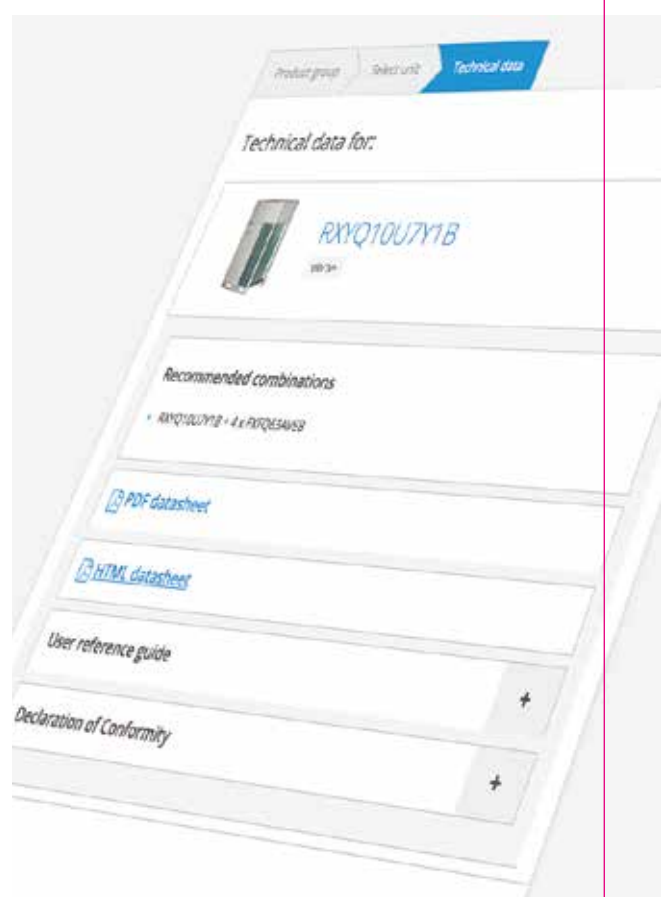 Product group
Select unit
Technical data
Technical data for:
RXYQ10U7Y1B
Recommended combinations
PDF datasheet
HTML datasheet
User reference guide
+
Declaration of Conformity
+